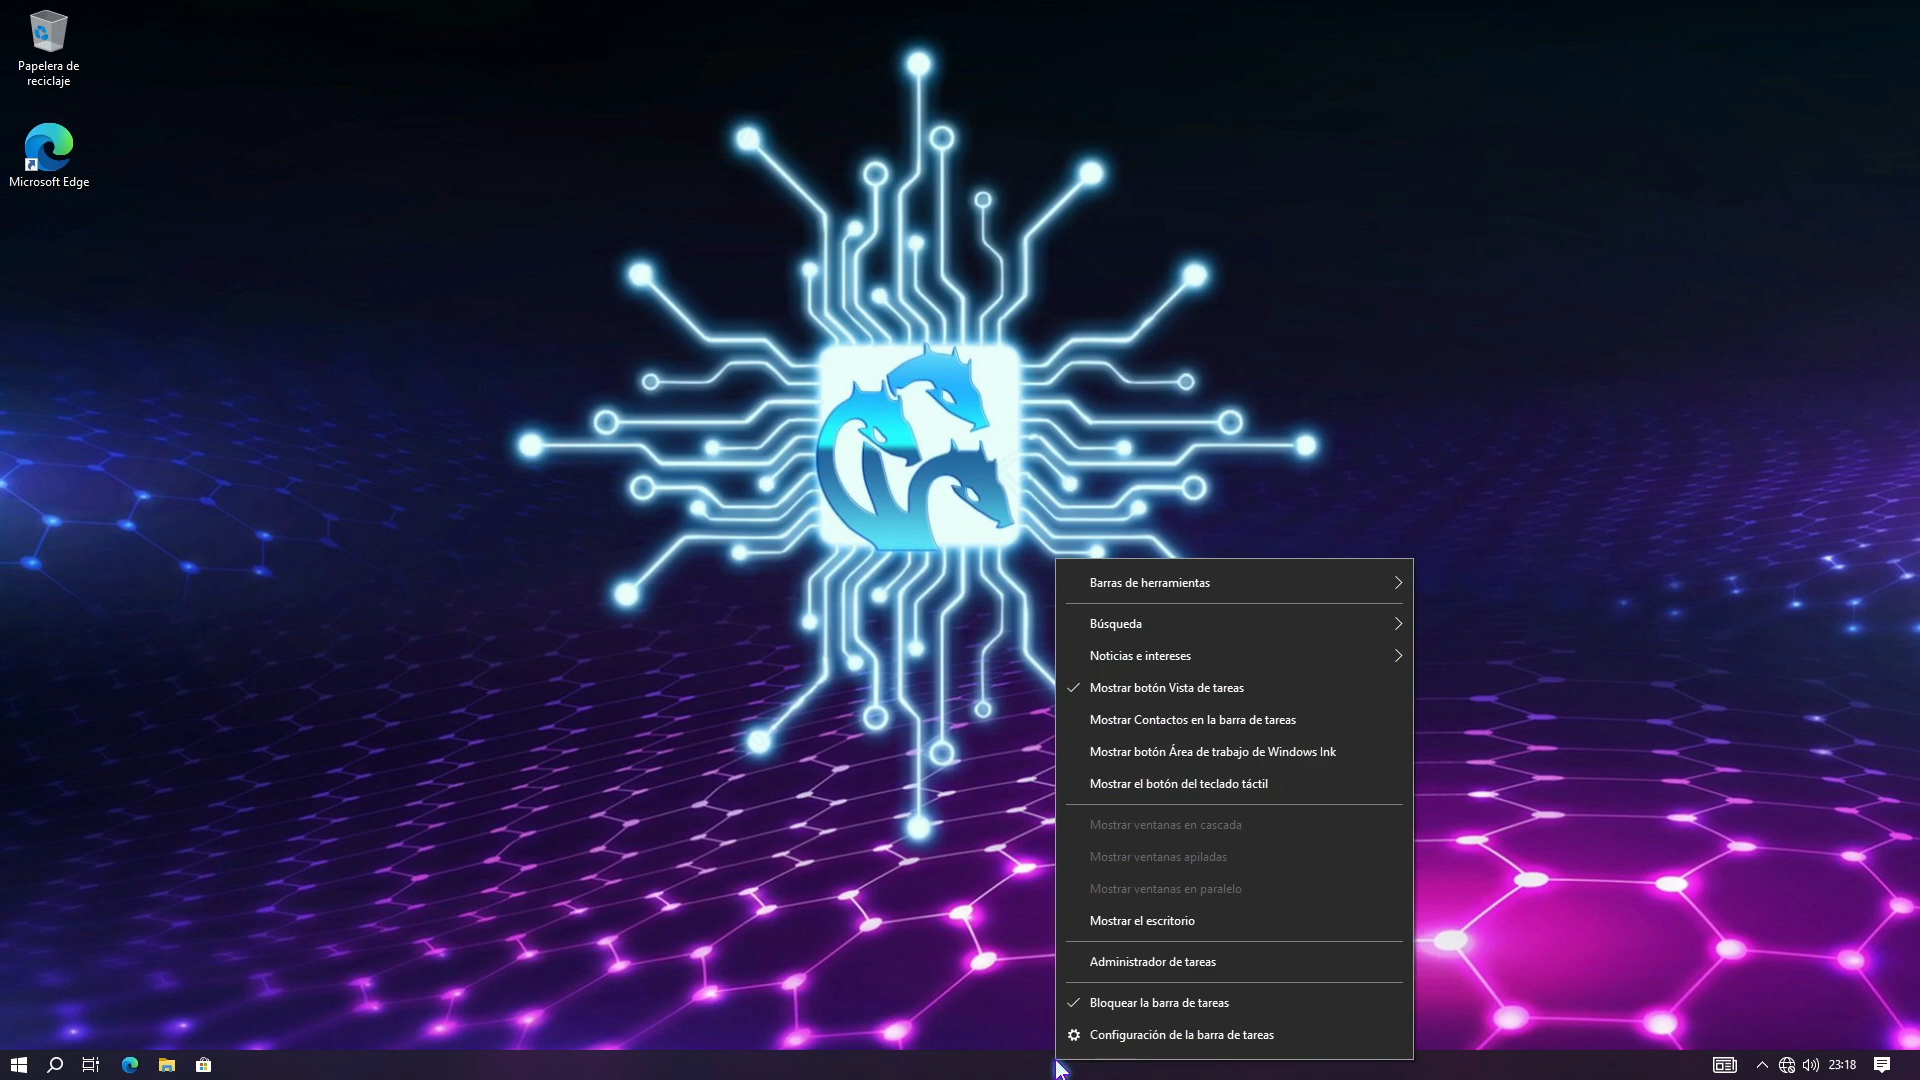 Papelera de
reciclaje
Microsoft Edge
Barras de herramientas
Búsqueda
Noticias e intereses
Mostrar botón Vista de tareas
Mostrar Contactos en la barra de tareas
Mostrar botón Área de trabajo de Windows Ink
Mostrar el botón del teclado táctil
Mostrar ventanas en cascada
Mostrar ventanas apiladas
Mostrar ventanas en paralelo
Mostrar el escritorio
Administrador de tareas
Bloquear la barra de tareas
Configuración de la barra de tareas
23:18